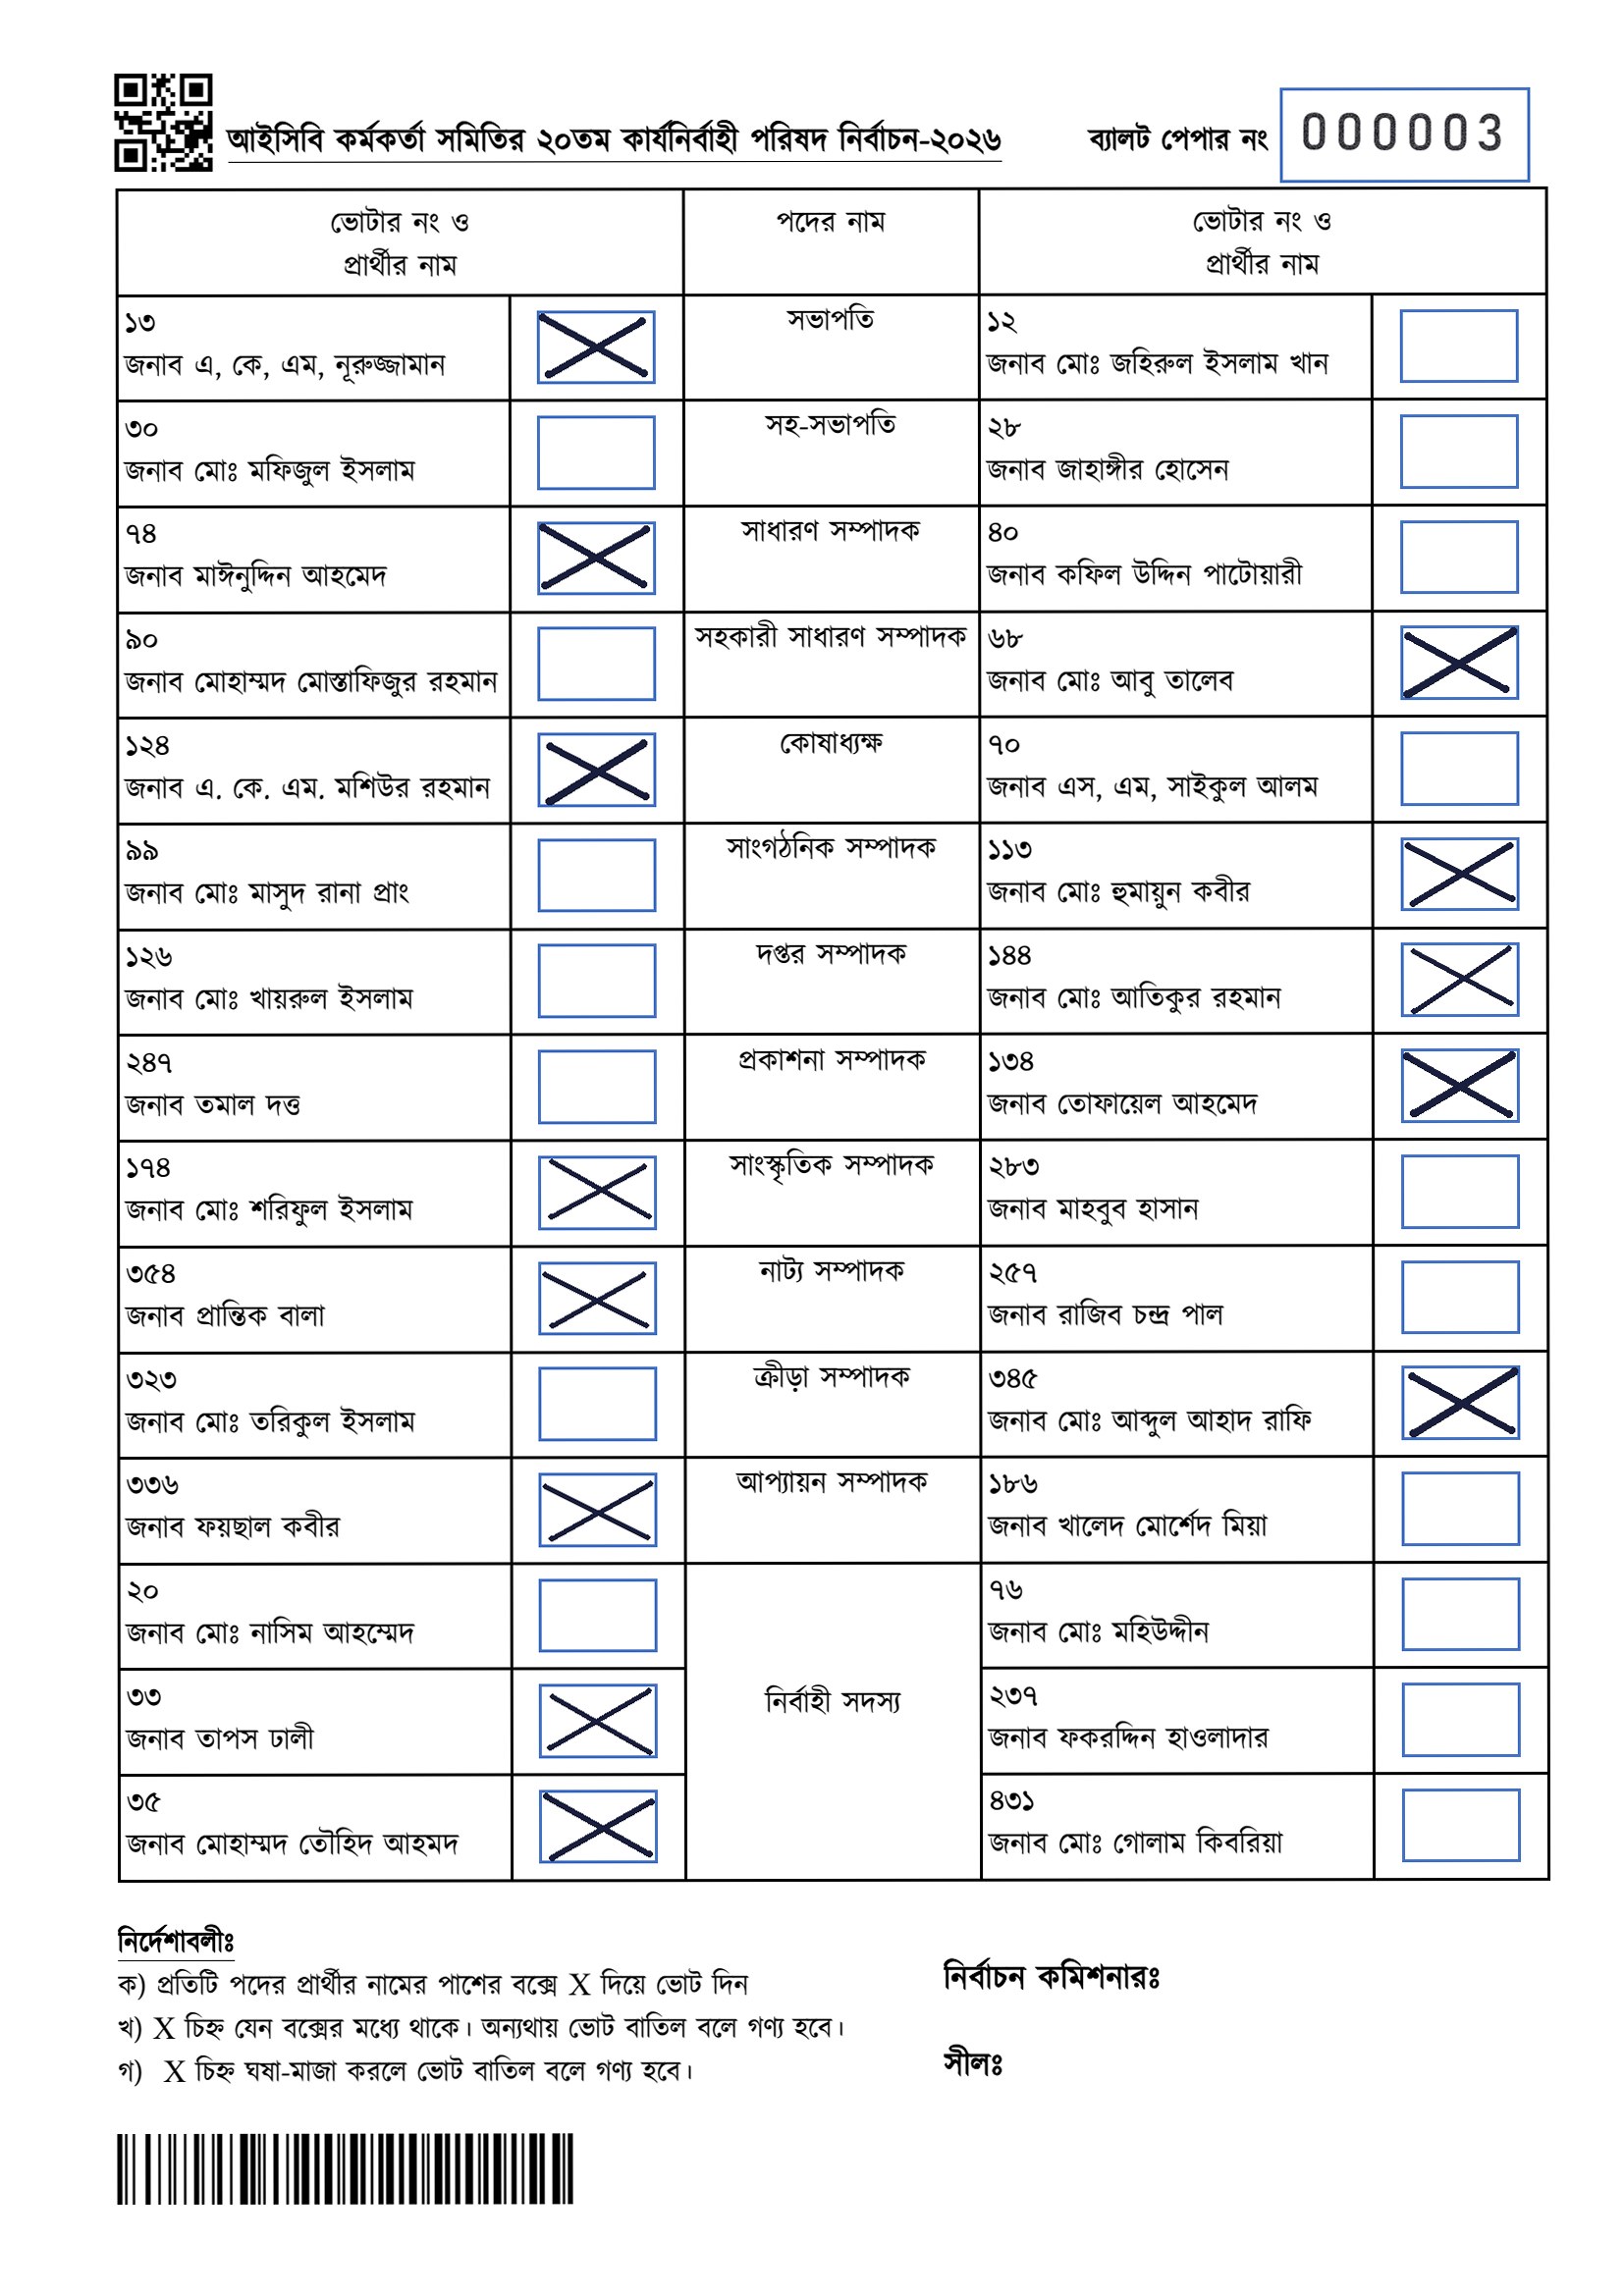 আইসিবি কর্মকর্তা সমিতির ২০তম কার্যনির্বাহী পরিষদ নির্বাচন-২০২৬ ব্যালট পেপার নং 000003
ভোটার নং ও
প্রার্থীর নাম
পদের নাম
ভোটার নং ও
প্রার্থীর নাম
১৩
জনাব এ, কে, এম, নূরুজ্জামান
সভাপতি
১২
জনাব মোঃ জহিরুল ইসলাম খান
৩০
জনাব মোঃ মফিজুল ইসলাম
সহ-সভাপতি
২৮
জনাব জাহাঙ্গীর হোসেন
৭৪
জনাব মাঈনুদ্দিন আহমেদ
সাধারণ সম্পাদক
৪০
জনাব কফিল উদ্দিন পাটোয়ারী
৯০
জনাব মোহাম্মদ মোস্তাফিজুর রহমান
সহকারী সাধারণ সম্পাদক
৬৮
জনাব মোঃ আবু তালেব
১২৪
জনাব এ. কে. এম. মশিউর রহমান
কোষাধ্যক্ষ
৭০
জনাব এস, এম, সাইকুল আলম
৯৯
জনাব মোঃ মাসুদ রানা প্রাং
সাংগঠনিক সম্পাদক
১১৩
জনাব মোঃ হুমায়ুন কবীর
১২৬
জনাব মোঃ খায়রুল ইসলাম
দপ্তর সম্পাদক
১৪৪
জনাব মোঃ আতিকুর রহমান
২৪৭
জনাব তমাল দত্ত
প্রকাশনা সম্পাদক
১৩৪
জনাব তোফায়েল আহমেদ
১৭৪
জনাব মোঃ শরিফুল ইসলাম
সাংস্কৃতিক সম্পাদক
২৮৩
জনাব মাহবুব হাসান
৩৫৪
জনাব প্রান্তিক বালা
নাট্য সম্পাদক
২৫৭
জনাব রাজিব চন্দ্র পাল
৩২৩
জনাব মোঃ তরিকুল ইসলাম
ক্রীড়া সম্পাদক
৩৪৫
জনাব মোঃ আব্দুল আহাদ রাফি
৩৩৬
জনাব ফয়ছাল কবীর
আপ্যায়ন সম্পাদক
১৮৬
জনাব খালেদ মোর্শেদ মিয়া
২০
জনাব মোঃ নাসিম আহম্মেদ
৭৬
জনাব মোঃ মহিউদ্দীন
৩৩
জনাব তাপস ঢালী
নির্বাহী সদস্য
২৩৭
জনাব ফকরদ্দিন হাওলাদার
৩৫
জনাব মোহাম্মদ তৌহিদ আহমদ
৪৩১
জনাব মোঃ গোলাম কিবরিয়া
নির্দেশাবলীঃ
ক) প্রতিটি পদের প্রার্থীর নামের পাশের বক্সে X দিয়ে ভোট দিন
খ) X চিহ্ন যেন বক্সের মধ্যে থাকে। অন্যথায় ভোট বাতিল বলে গণ্য হবে।
গ) X চিহ্ন ঘষা-মাজা করলে ভোট বাতিল বলে গণ্য হবে।
নির্বাচন কমিশনারঃ
সীলঃ